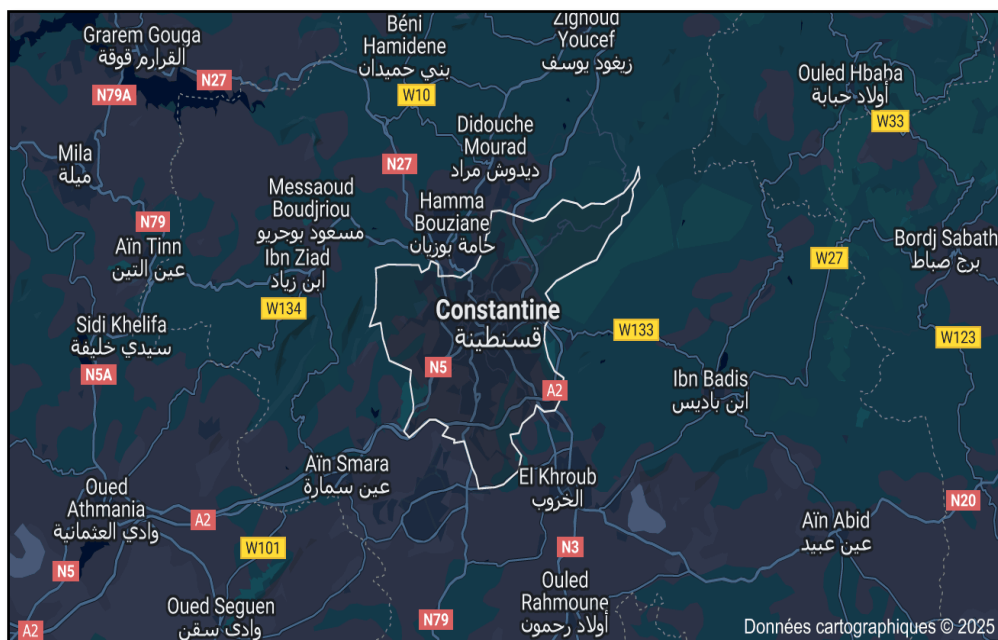 Grarem Gouga
القرارم قوقة
Béni
Hamidene
بني حميدان
Zighoud
Youcef
زيغود يوسف
Ouled Hbaba
أولاد حبابة
N27
N79A
W10
W33
Didouche
Mourad
ديدوش مراد
Mila
ميلة
N27
Messaoud
Boudjriou
مسعود بوجريو
Hamma
Bouziane
حامة بوزيان
N79
Aïn Tinn
عين التين
Ibn Ziad
ابن زياد
Bordj Sabath
برج صباط
W27
W134
Constantine
قسنطينة
Sidi Khelifa
سيدي خليفة
W133
W123
N5A
N5
A2
Ibn Badis
ابن باديس
Aïn Smara
عين سمارة
El Khroub
الخروب
Oued
Athmania
وادي العثمانية
A2
N20
Aïn Abid
عين عبيد
W101
N3
N5
Ouled
Rahmoune
أولاد رحمون
Oued Seguen
وادي سقن
N79
A2
Données cartographiques © 2025